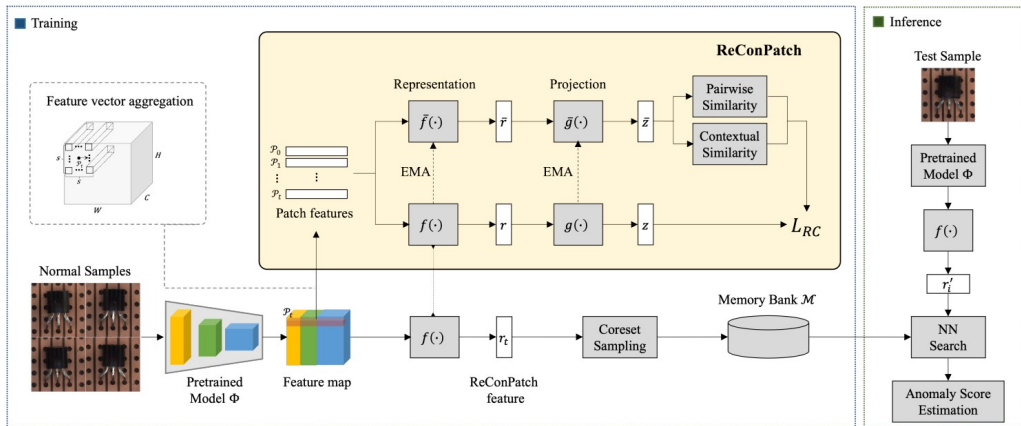 Training
Inference
ReConPatch
Test Sample
Feature vector aggregation
Representation
Projection
Pairwise
Similarity
f̄(·)
r̄
ḡ(·)
z̄
Contextual
Similarity
𝒫₀
𝒫₁
⋮
⋮
𝒫ₜ
Patch features
EMA
EMA
s
s
𝒫ₜ
H
W
C
Pretrained
Model Φ
f(·)
r
g(·)
z
L_RC
f(·)
r′ᵢ
Normal Samples
Memory Bank ℳ
𝒫ₜ
f(·)
rₜ
Coreset
Sampling
NN
Search
Pretrained
Model Φ
Feature map
ReConPatch
feature
Anomaly Score
Estimation